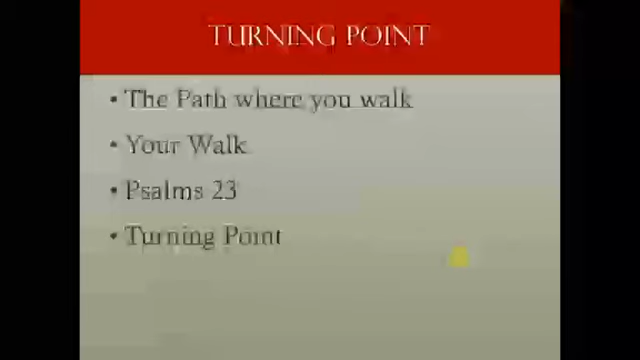 TURNING POINT
• The Path where you walk
• Your Walk
• Psalms 23
• Turning Point